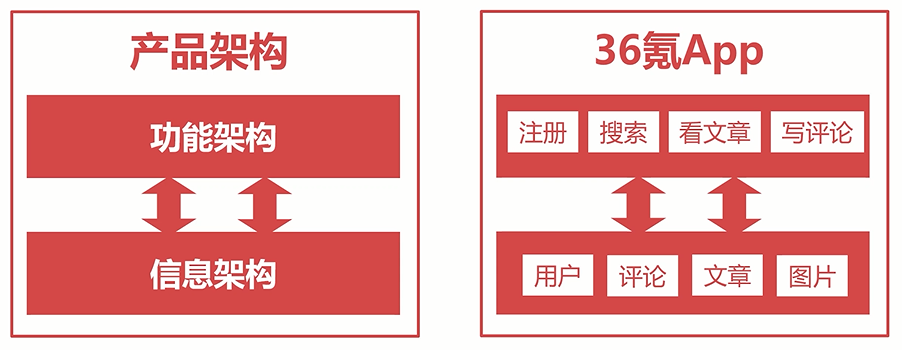 产品架构
功能架构
信息架构
36氪App
注册 搜索 看文章 写评论
用户 评论 文章 图片